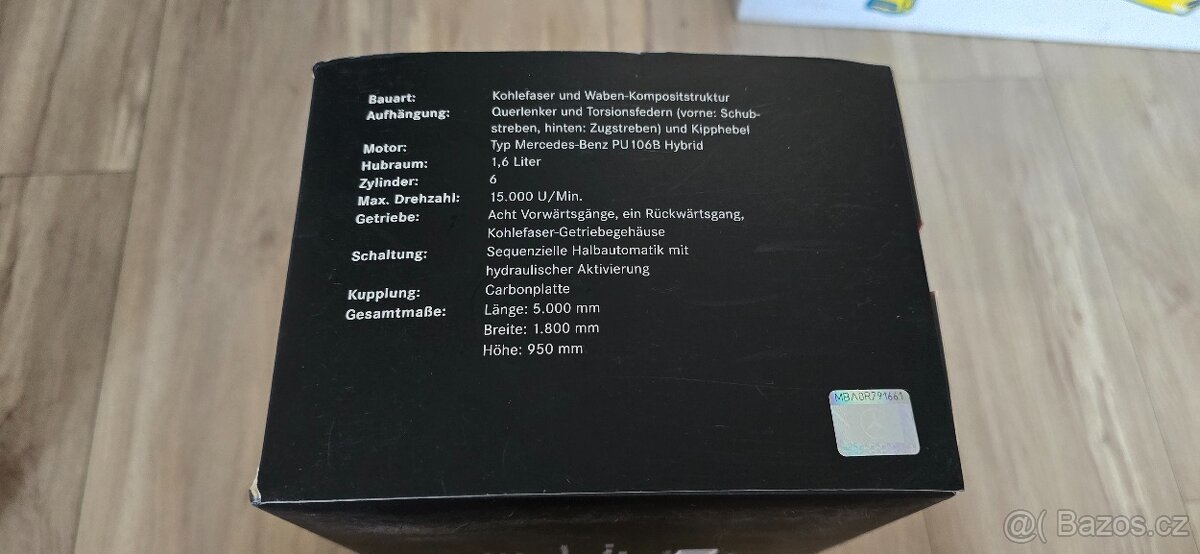 Bauart: Kohlefaser und Waben-Kompositstruktur
Aufhängung: Querlenker und Torsionsfedern (vorne: Schub-
streben, hinten: Zugstreben) und Kipphebel
Motor: Typ Mercedes-Benz PU106B Hybrid
Hubraum: 1,6 Liter
Zylinder: 6
Max. Drehzahl: 15.000 U/Min.
Getriebe: Acht Vorwärtsgänge, ein Rückwärtsgang,
Kohlefaser-Getriebegehäuse
Schaltung: Sequenzielle Halbautomatik mit
hydraulischer Aktivierung
Kupplung: Carbonplatte
Gesamtmaße: Länge: 5.000 mm
Breite: 1.800 mm
Höhe: 950 mm
MBA0R791661
@( Bazos.cz